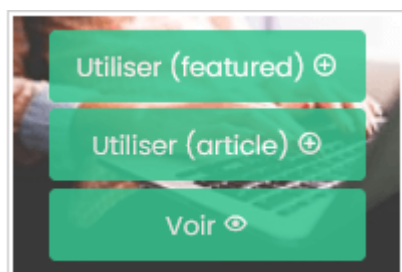 Utiliser (featured) ⊕
Utiliser (article) ⊕
Voir 👁